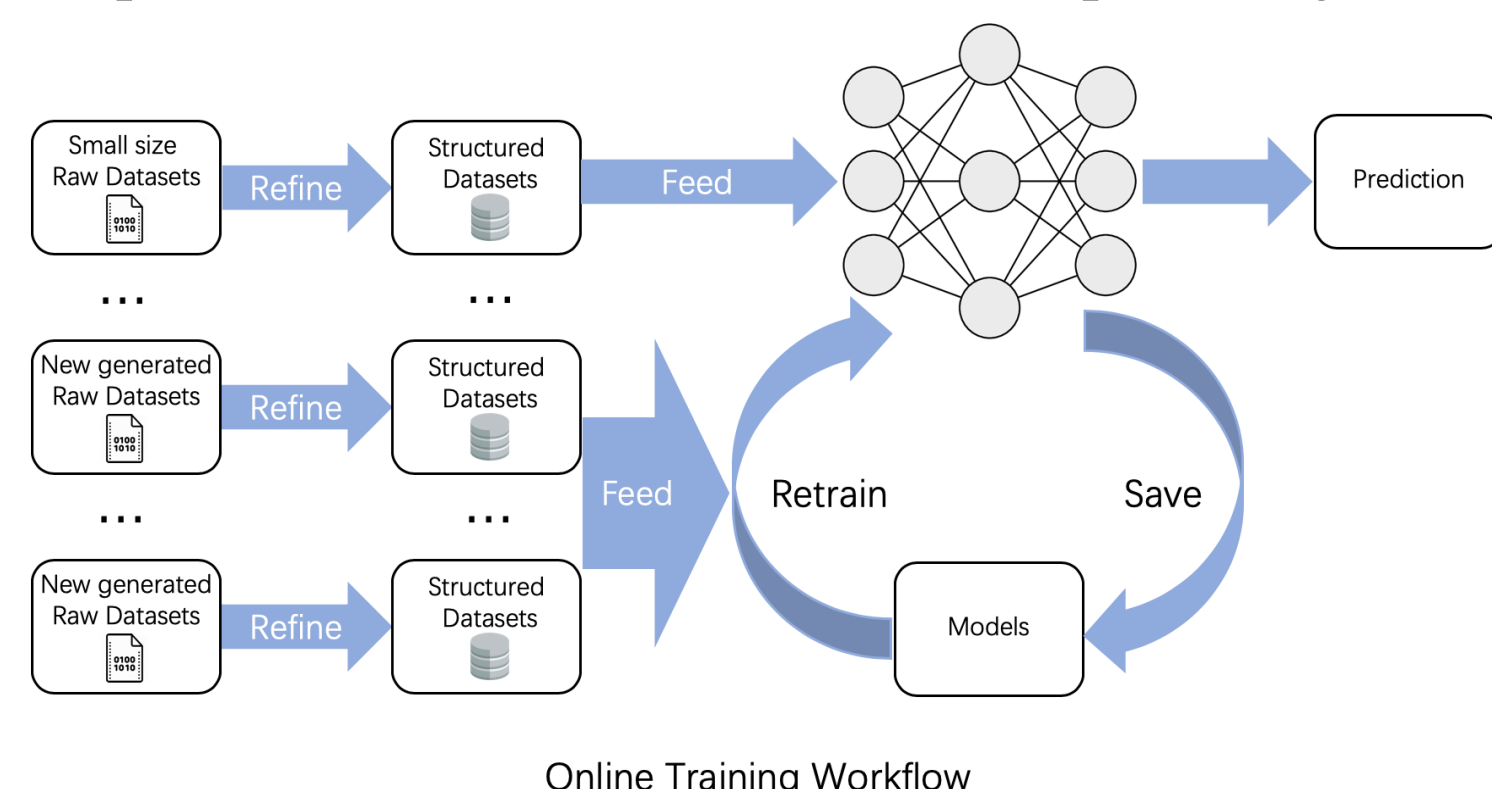 Small size
Raw Datasets
0100
1010
Refine
Structured
Datasets
Feed
Prediction
...
...
New generated
Raw Datasets
0100
1010
Refine
Structured
Datasets
Feed
Retrain
Save
...
...
New generated
Raw Datasets
0100
1010
Refine
Structured
Datasets
Models
Online Training Workflow